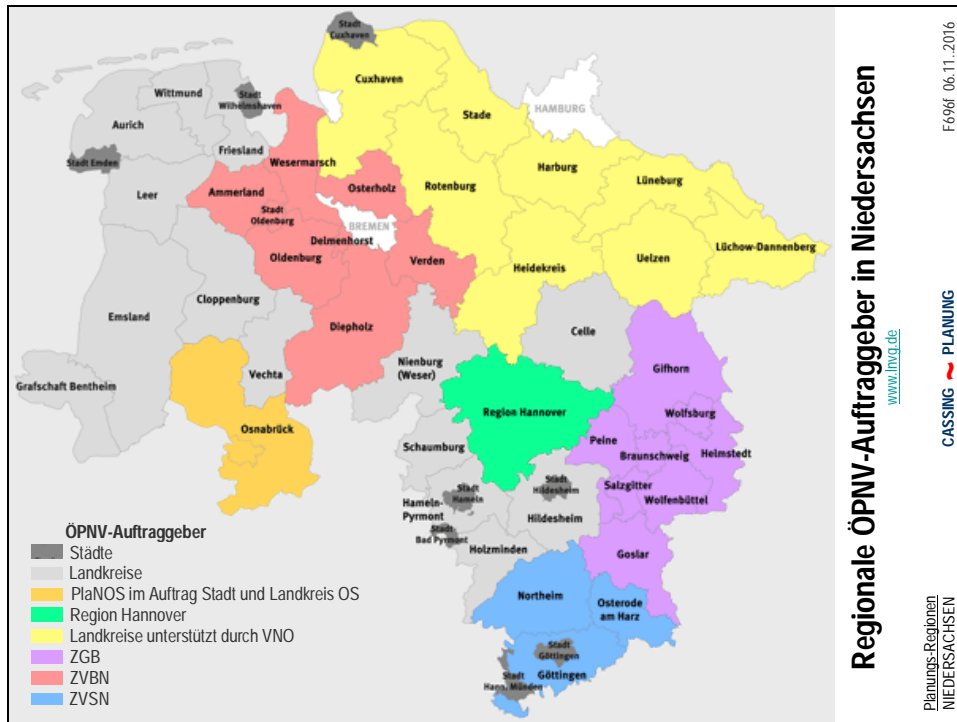 Stadt
Cuxhaven
Cuxhaven
Wittmund
Stadt
Wilhelmshaven
Aurich
Stade
HAMBURG
Friesland
Stadt Emden
Wesermarsch
Harburg
Leer
Ammerland
Osterholz
Rotenburg
Lüneburg
Stadt
Oldenburg
BREMEN
Delmenhorst
Oldenburg
Verden
Heidekreis
Uelzen
Lüchow-Dannenberg
Cloppenburg
Emsland
Diepholz
Celle
Nienburg
(Weser)
Vechta
Grafschaft Bentheim
Gifhorn
Region Hannover
Wolfsburg
Osnabrück
Schaumburg
Peine
Braunschweig
Helmstedt
Stadt
Hameln
Stadt
Hildesheim
Salzgitter
Wolfenbüttel
Hameln-
Pyrmont
Hildesheim
Stadt
Bad Pyrmont
Holzminden
Goslar
Northeim
Osterode
am Harz
Stadt
Göttingen
Göttingen
Stadt
Hann. Münden
ÖPNV-Auftraggeber
Städte
Landkreise
PlaNOS im Auftrag Stadt und Landkreis OS
Region Hannover
Landkreise unterstützt durch VNO
ZGB
ZVBN
ZVSN
Regionale ÖPNV-Auftraggeber in Niedersachsen
www.lnvg.de
Planungs-Regionen
NIEDERSACHSEN
CASSING ~ PLANUNG
F696f 06.11..2016